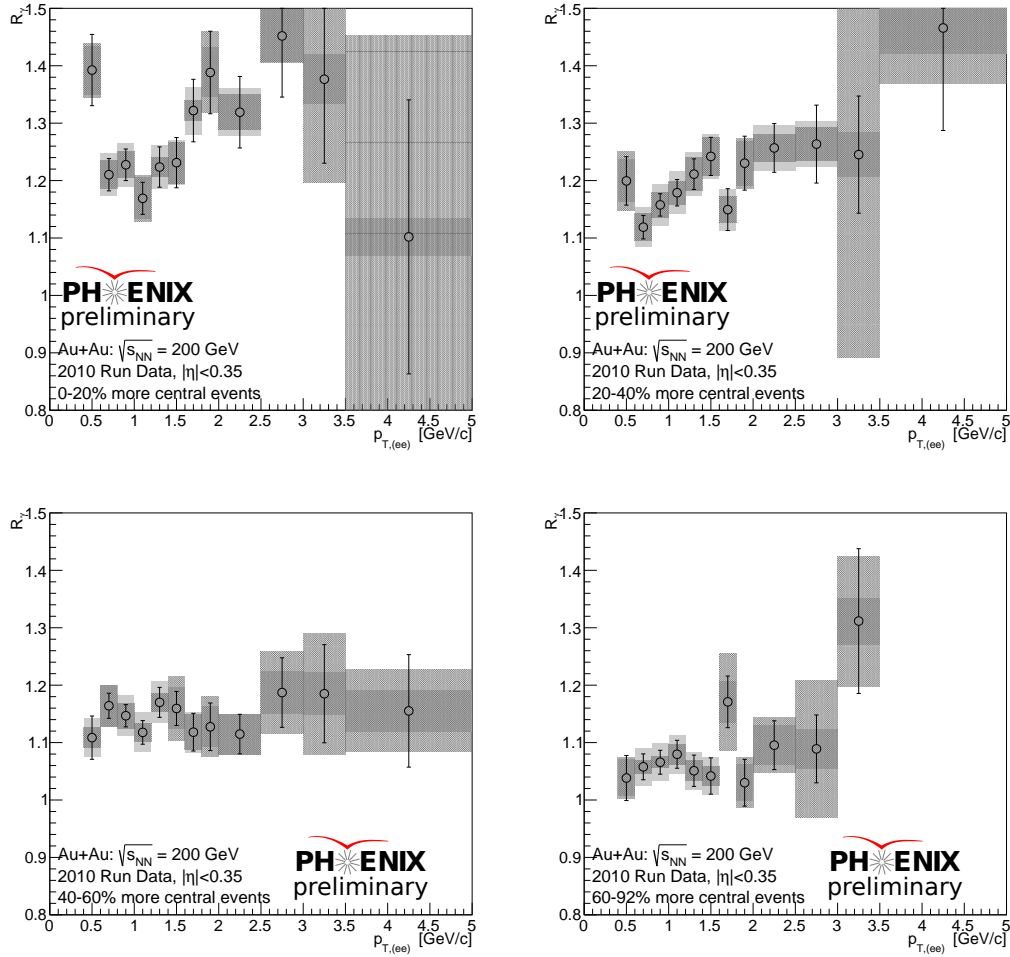 R_γ
1.5
1.4
1.3
1.2
1.1
1
0.9
0.8
PHENIX
preliminary
Au+Au: √s_NN = 200 GeV
2010 Run Data, |η|<0.35
0-20% more central events
0 0.5 1 1.5 2 2.5 3 3.5 4 4.5 5
p_T,(ee) [GeV/c]
R_γ
1.5
1.4
1.3
1.2
1.1
1
0.9
0.8
PHENIX
preliminary
Au+Au: √s_NN = 200 GeV
2010 Run Data, |η|<0.35
20-40% more central events
0 0.5 1 1.5 2 2.5 3 3.5 4 4.5 5
p_T,(ee) [GeV/c]
R_γ
1.5
1.4
1.3
1.2
1.1
1
0.9
0.8
Au+Au: √s_NN = 200 GeV
2010 Run Data, |η|<0.35
40-60% more central events
PHENIX
preliminary
0 0.5 1 1.5 2 2.5 3 3.5 4 4.5 5
p_T,(ee) [GeV/c]
R_γ
1.5
1.4
1.3
1.2
1.1
1
0.9
0.8
Au+Au: √s_NN = 200 GeV
2010 Run Data, |η|<0.35
60-92% more central events
PHENIX
preliminary
0 0.5 1 1.5 2 2.5 3 3.5 4 4.5 5
p_T,(ee) [GeV/c]